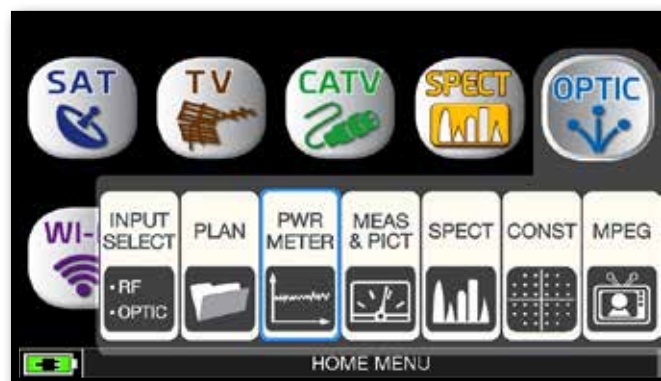 SAT
TV
CATV
SPECT
OPTIC
WI-
INPUT
SELECT
• RF
• OPTIC
PLAN
PWR
METER
MEAS
& PICT
SPECT
CONST
MPEG
HOME MENU